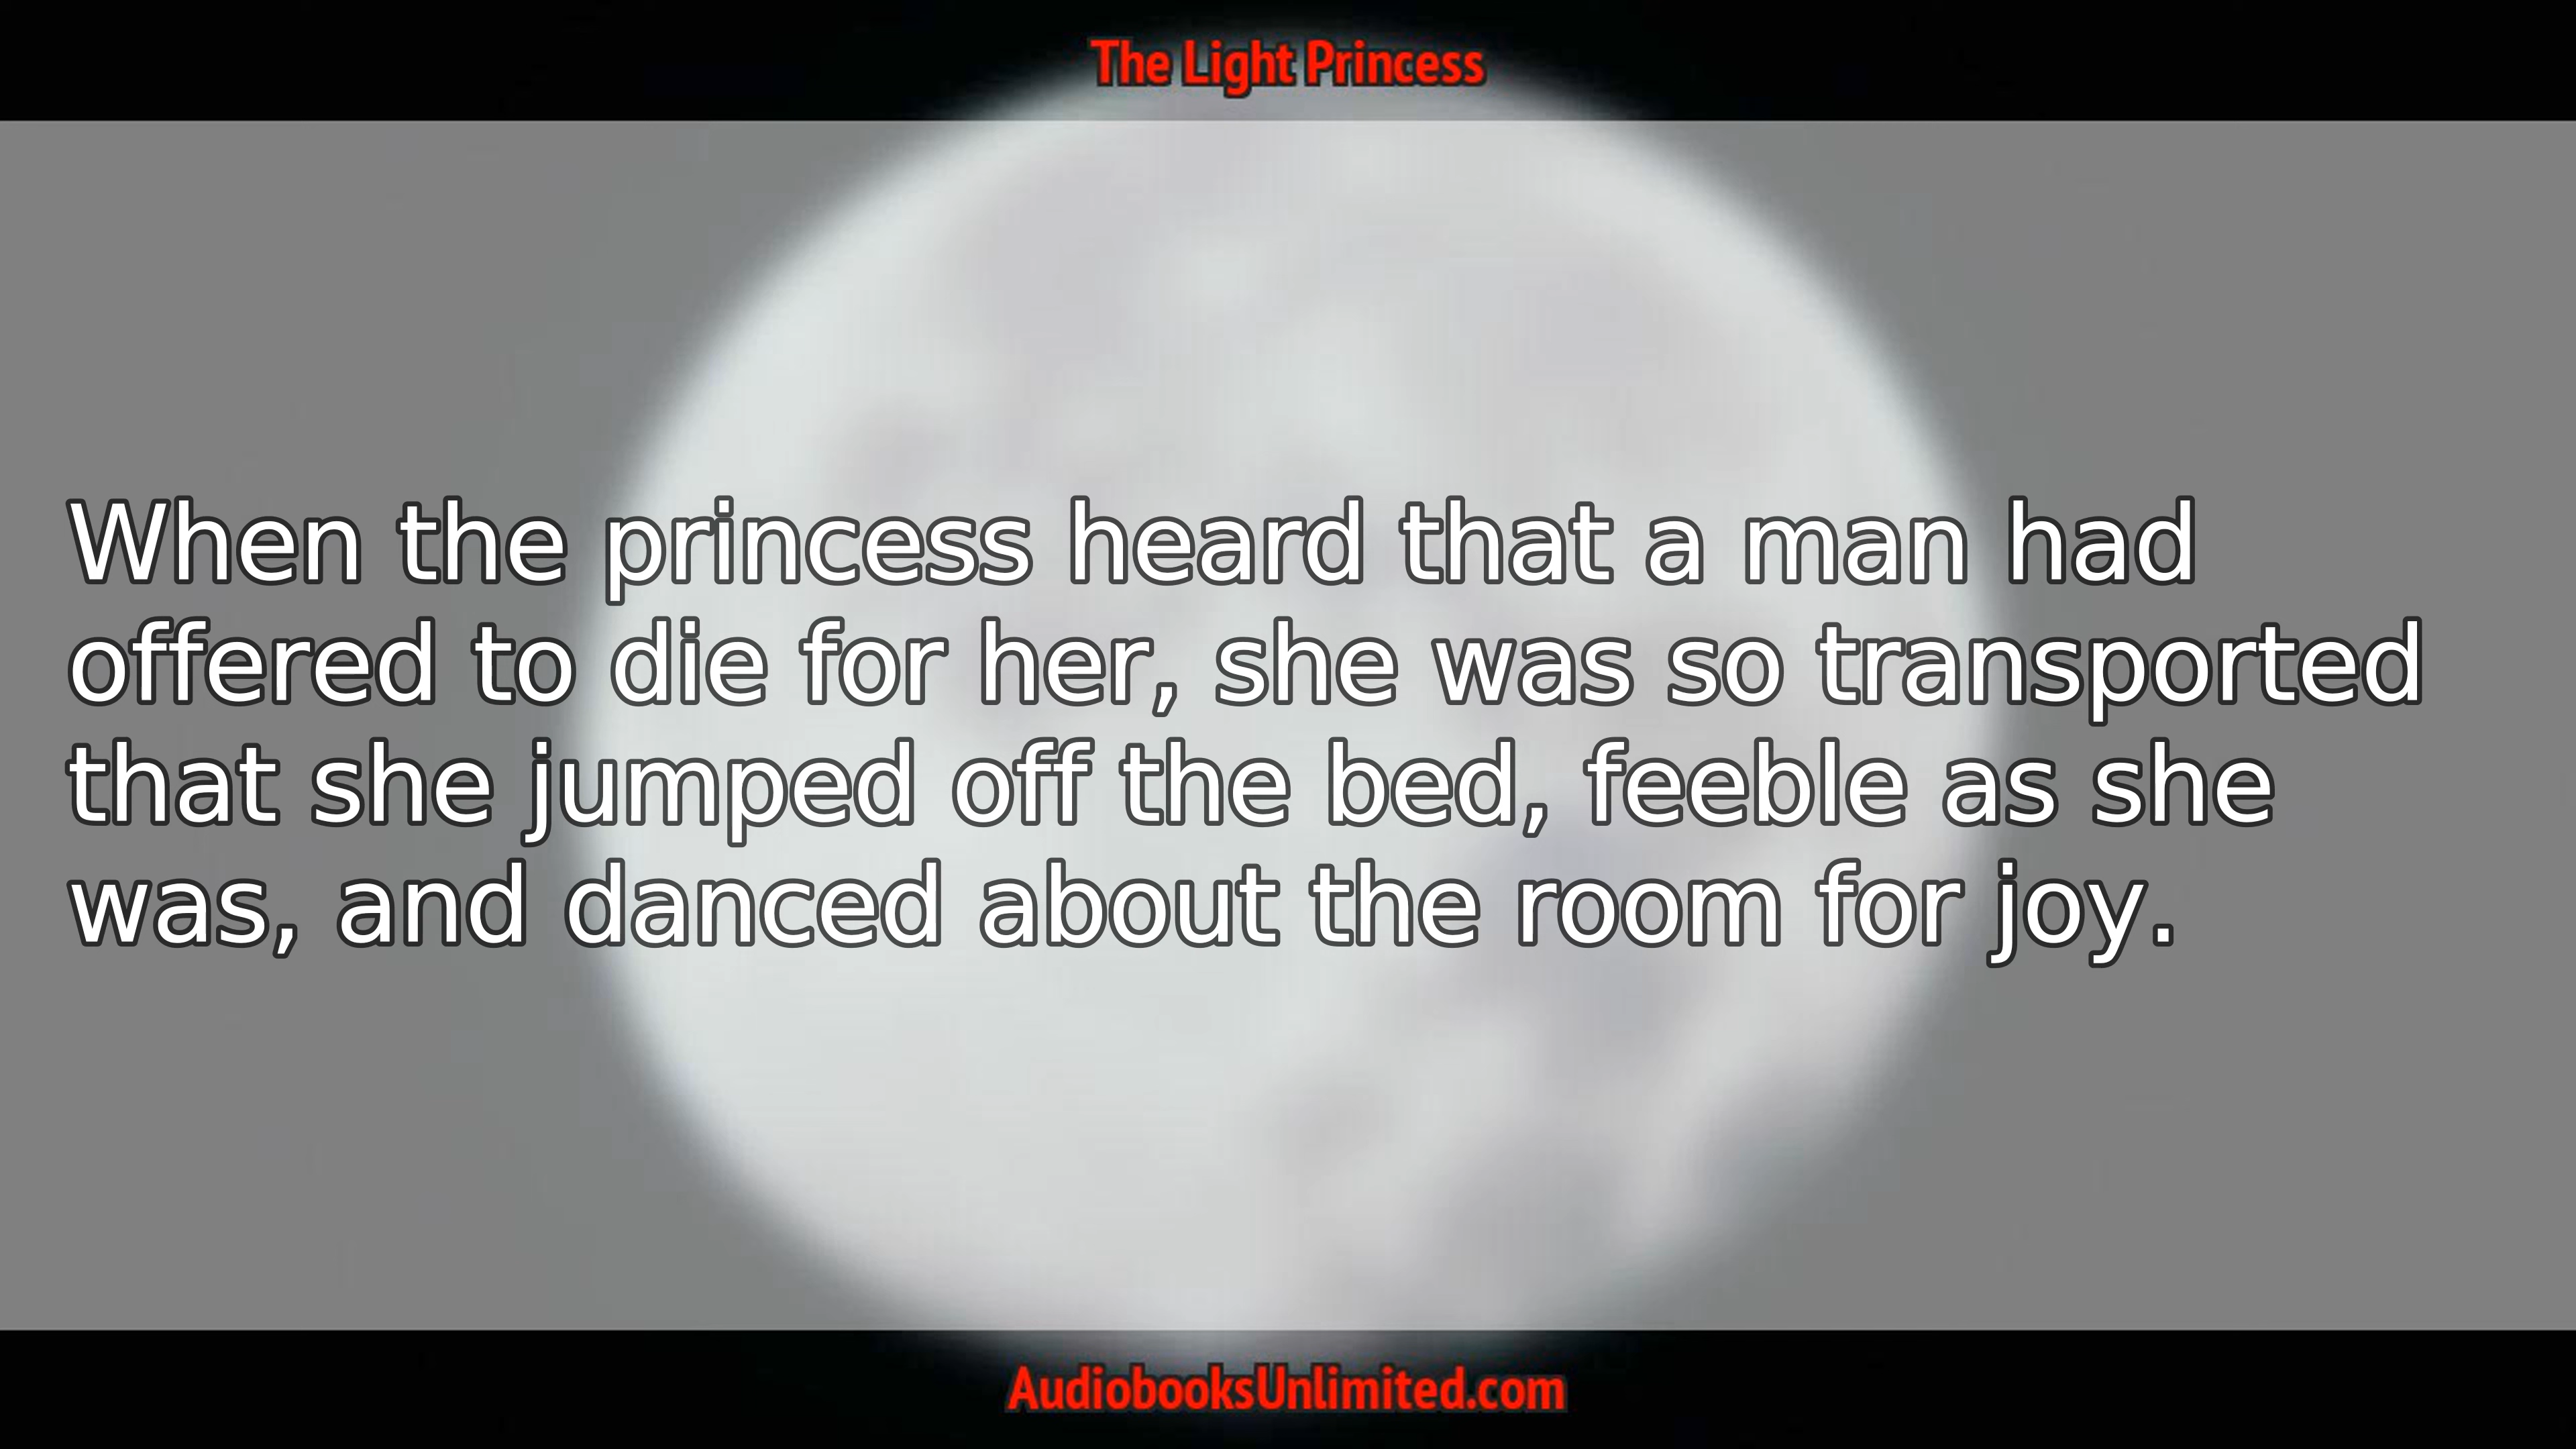 The Light Princess
When the princess heard that a man had
offered to die for her, she was so transported
that she jumped off the bed, feeble as she
was, and danced about the room for joy.
AudiobooksUnlimited.com